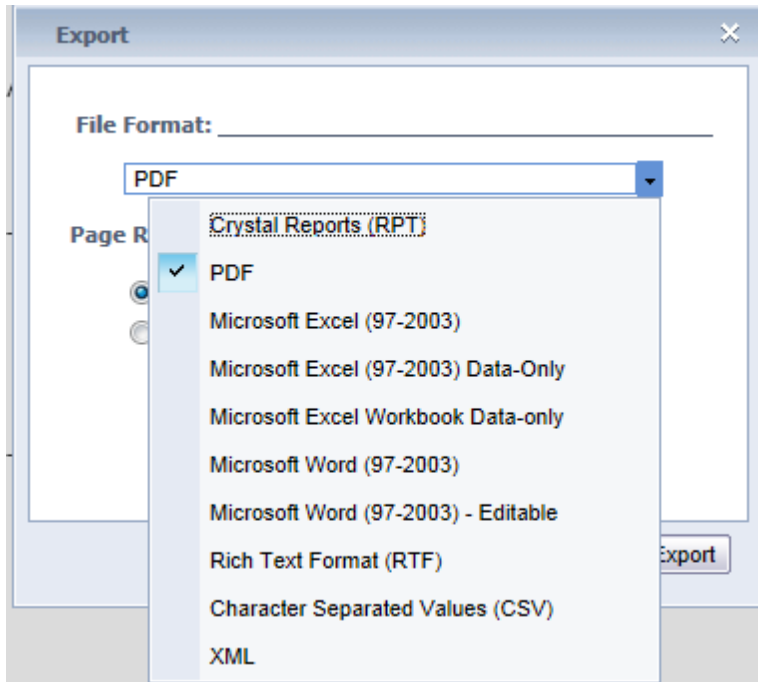 Export
File Format:
PDF
Page R
Crystal Reports (RPT)
PDF
Microsoft Excel (97-2003)
Microsoft Excel (97-2003) Data-Only
Microsoft Excel Workbook Data-only
Microsoft Word (97-2003)
Microsoft Word (97-2003) - Editable
Rich Text Format (RTF)
Export
Character Separated Values (CSV)
XML